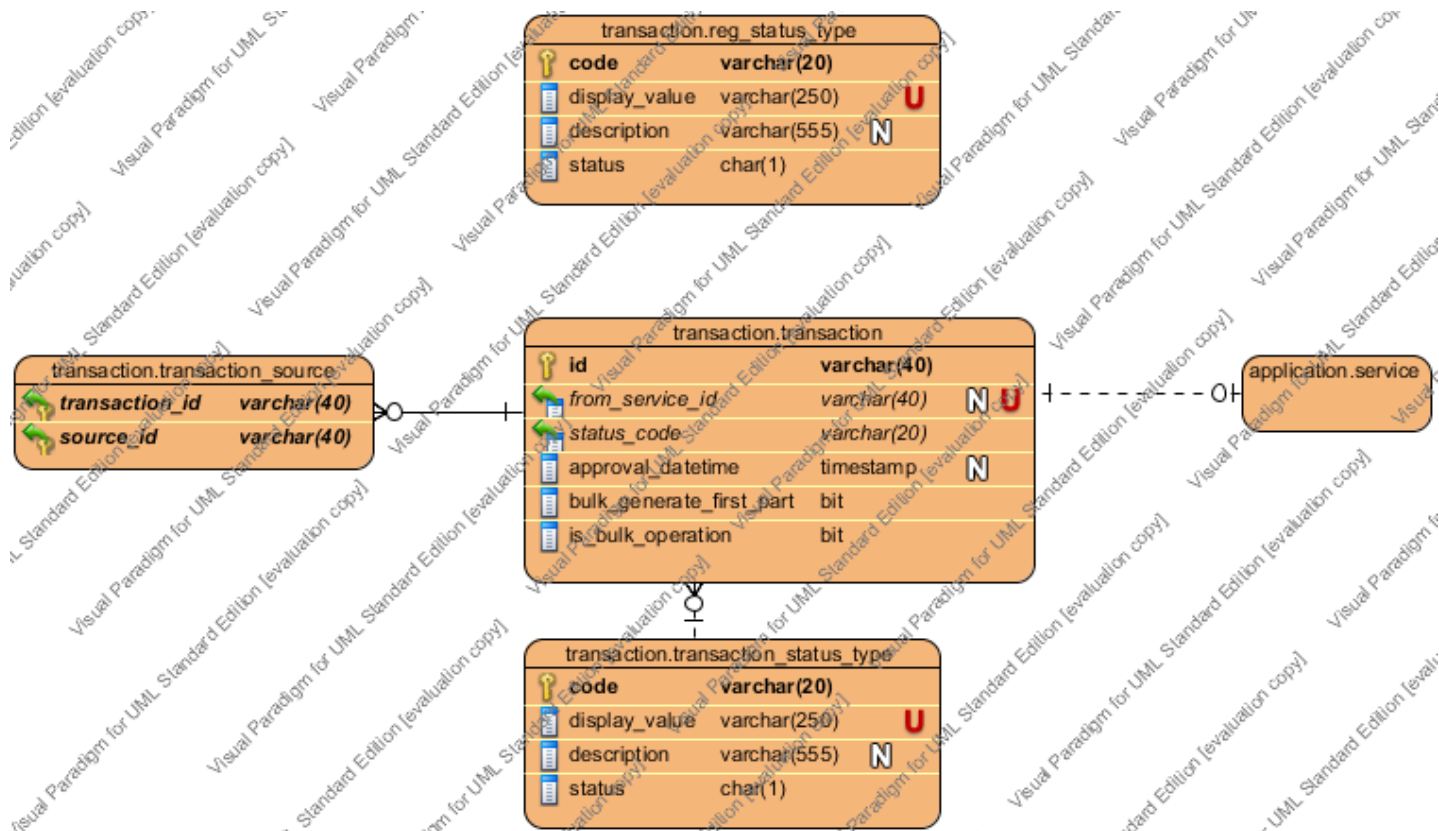 transaction.reg_status_type
code varchar(20)
display_value varchar(250) U
description varchar(555) N
status char(1)
transaction.transaction_source
transaction_id varchar(40)
source_id varchar(40)
transaction.transaction
id varchar(40)
from_service_id varchar(40) N U
status_code varchar(20)
approval_datetime timestamp N
bulk_generate_first_part bit
is_bulk_operation bit
application.service
transaction.transaction_status_type
code varchar(20)
display_value varchar(250) U
description varchar(555) N
status char(1)
Visual Paradigm for UML Standard Edition [evaluation copy]